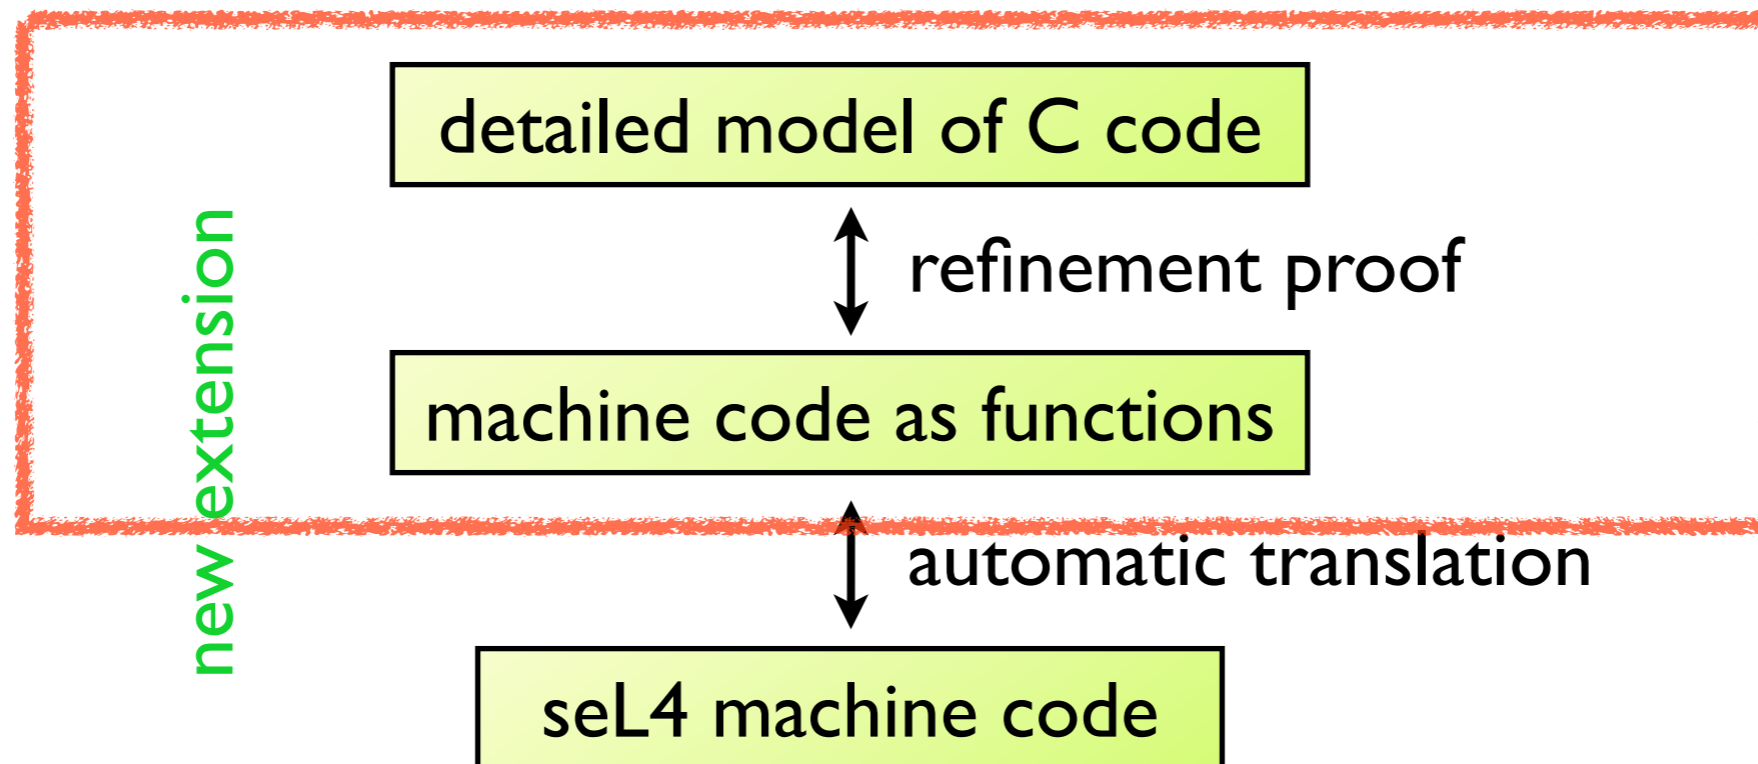 detailed model of C code
refinement proof
machine code as functions
new extension
automatic translation
seL4 machine code